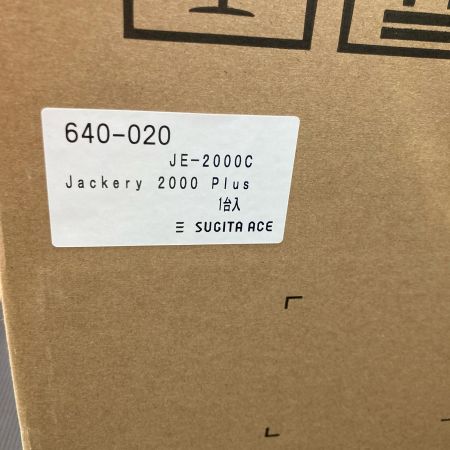 640-020
JE-2000C
Jackery 2000 Plus
1台入
SUGITA ACE